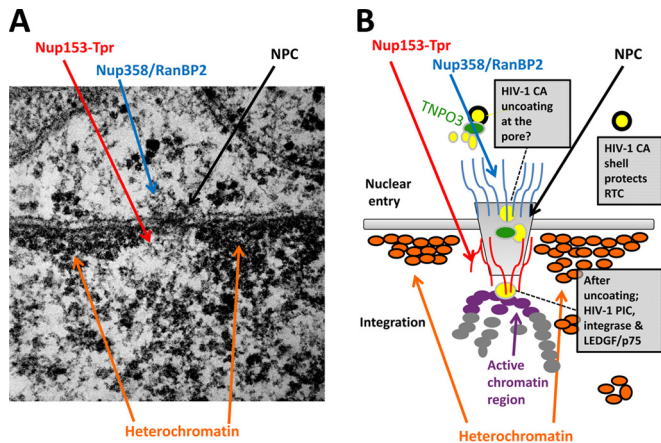 A
Nup153-Tpr
Nup358/RanBP2
NPC
Heterochromatin
B
Nup153-Tpr
Nup358/RanBP2
NPC
TNPO3
HIV-1 CA
uncoating
at the
pore?
HIV-1 CA
shell
protects
RTC
Nuclear
entry
After
uncoating;
HIV-1 PIC,
integrase &
LEDGF/p75
Integration
Active
chromatin
region
Heterochromatin